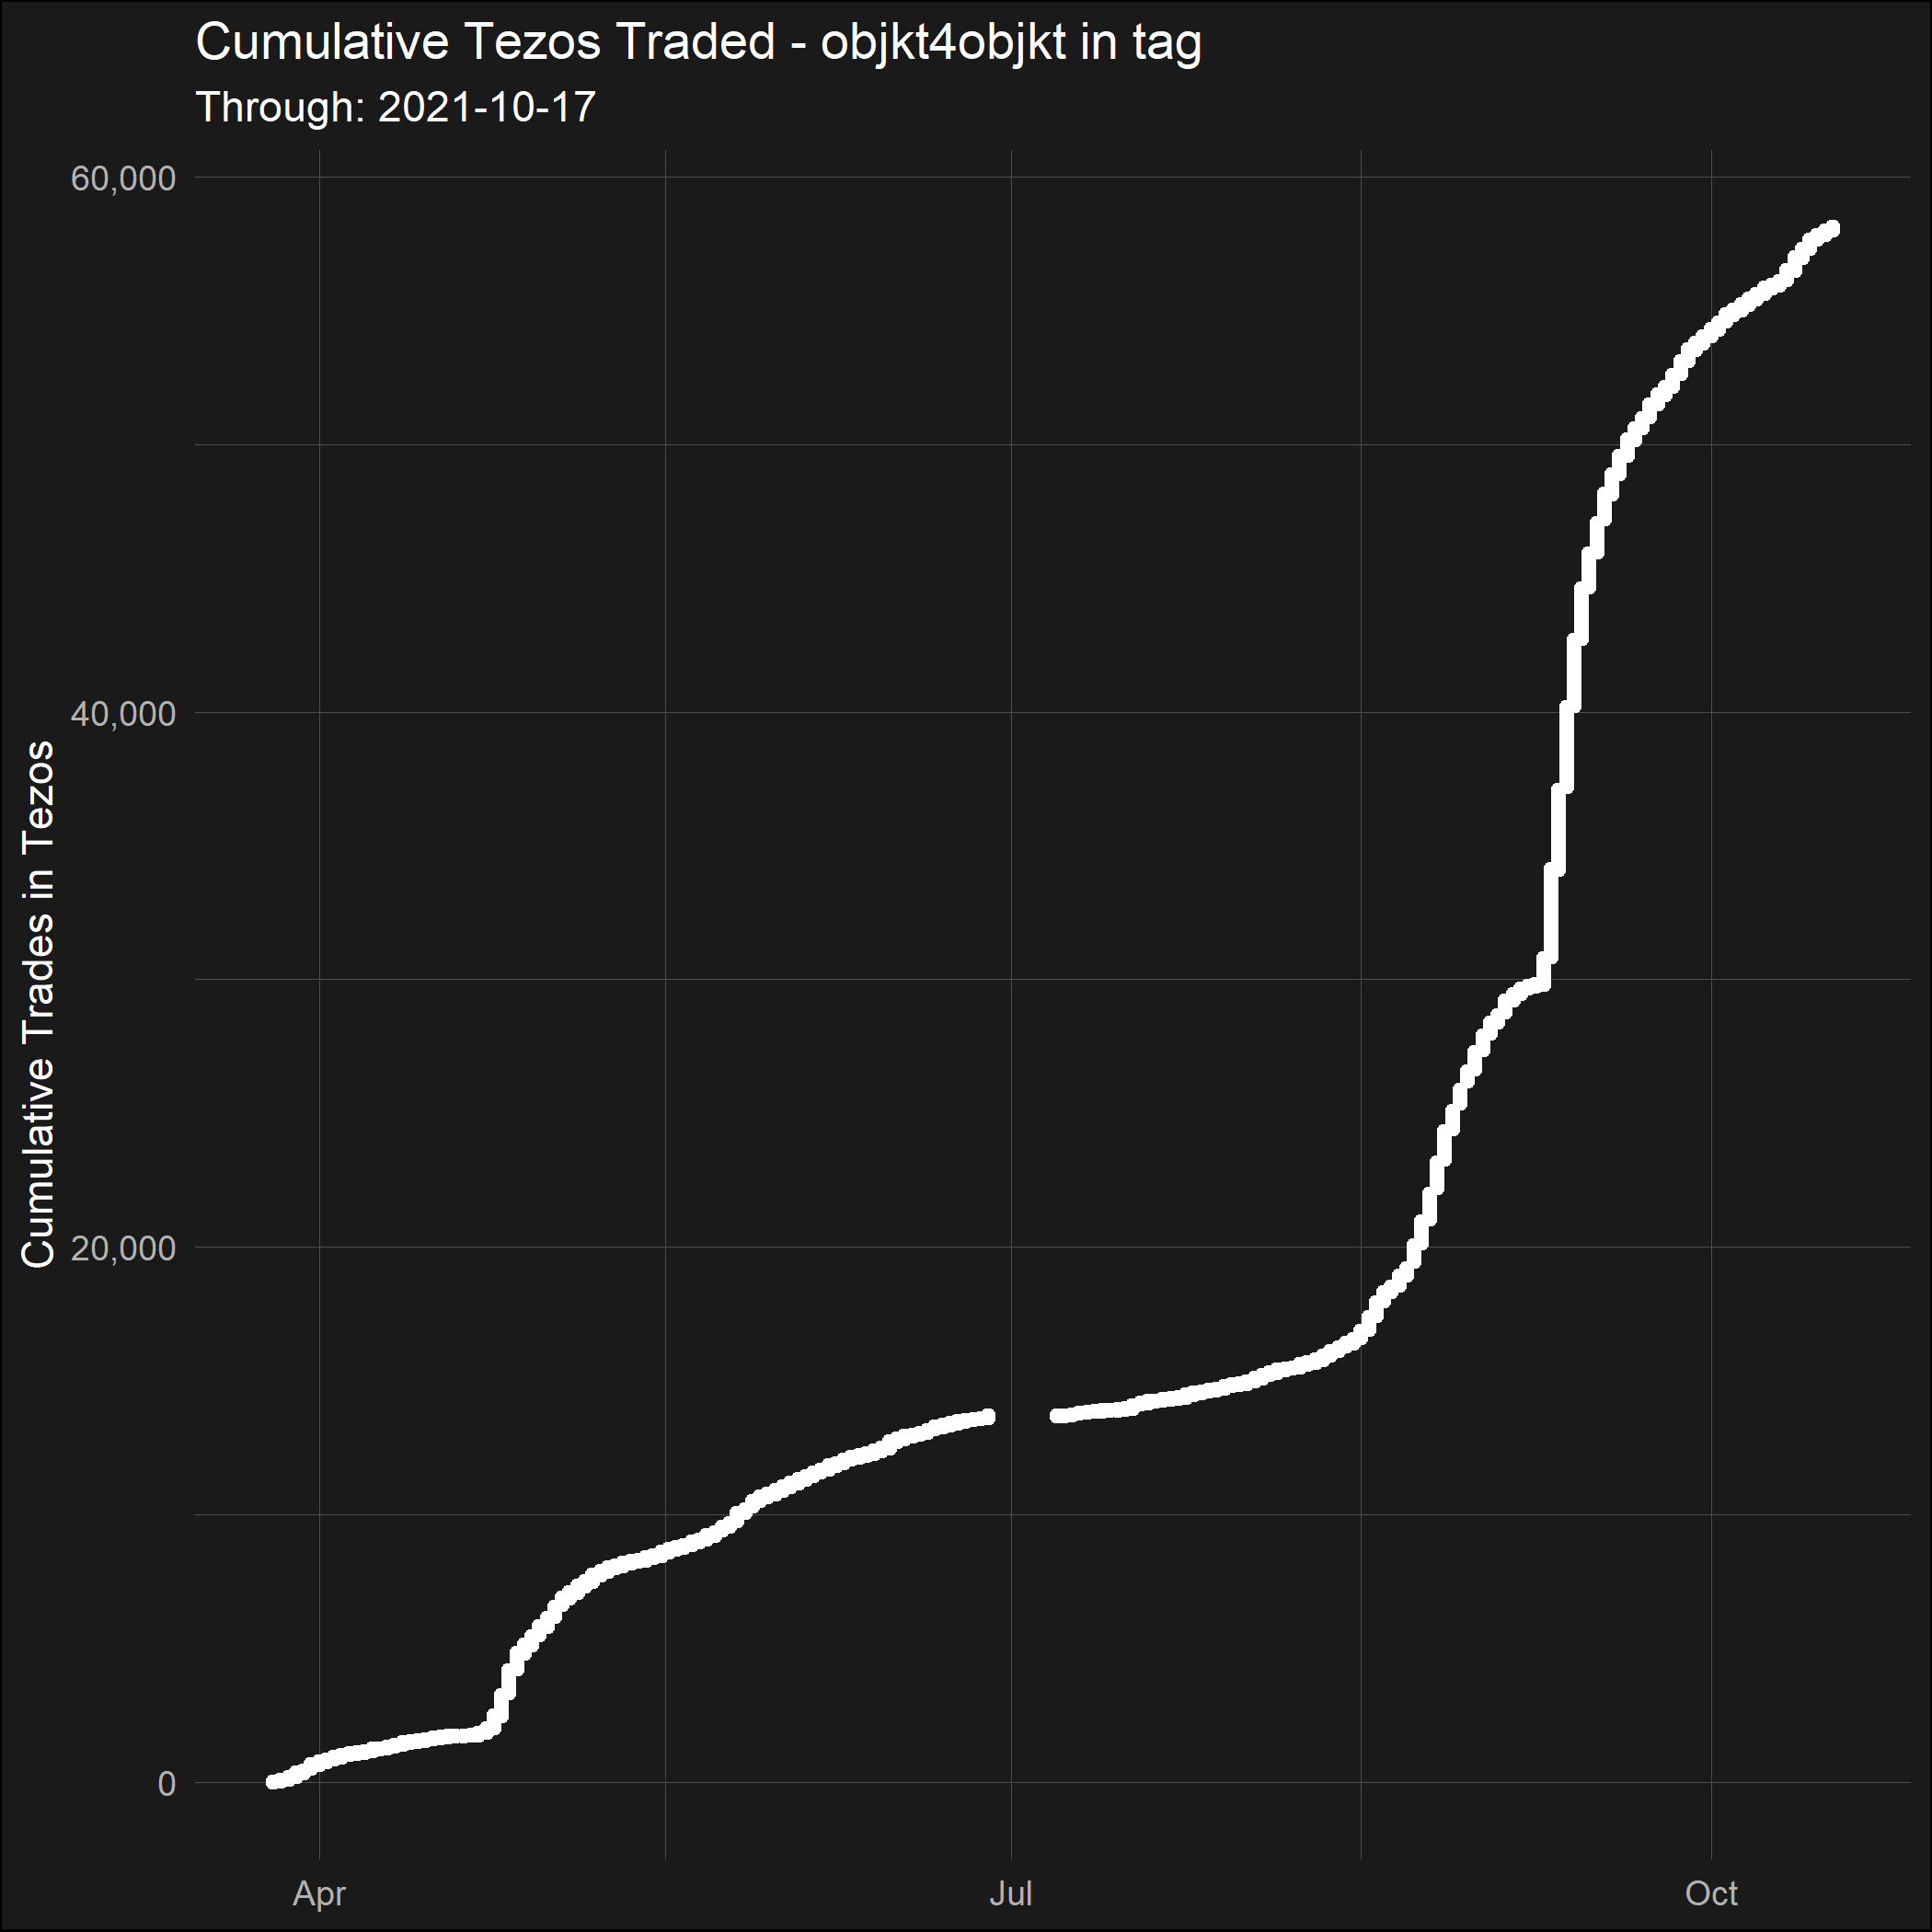 Cumulative Tezos Traded - objkt4objkt in tag
Through: 2021-10-17
60,000
40,000
20,000
0
Cumulative Trades in Tezos
Apr
Jul
Oct